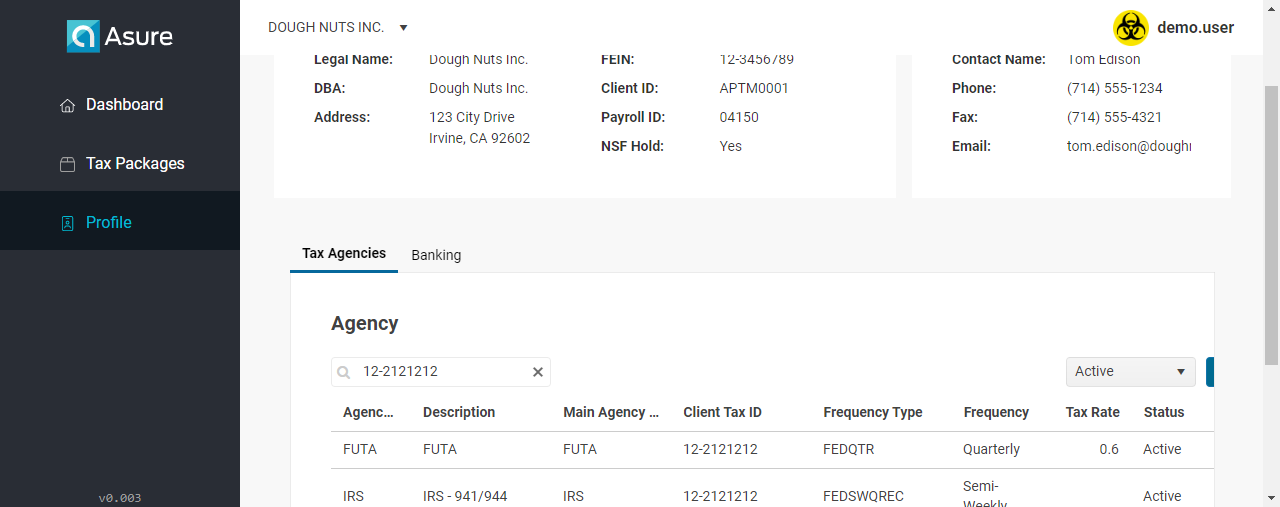 Asure
DOUGH NUTS INC.
demo.user
Dashboard
Tax Packages
Profile
v0.003
Legal Name: Dough Nuts Inc.
DBA: Dough Nuts Inc.
Address: 123 City Drive
Irvine, CA 92602
FEIN: 12-3456789
Client ID: APTM0001
Payroll ID: 04150
NSF Hold: Yes
Contact Name: Tom Edison
Phone: (714) 555-1234
Fax: (714) 555-4321
Email: tom.edison@doughn
Tax Agencies Banking
Agency
12-2121212
Active
Agenc... Description Main Agency ... Client Tax ID Frequency Type Frequency Tax Rate Status
FUTA FUTA FUTA 12-2121212 FEDQTR Quarterly 0.6 Active
IRS IRS - 941/944 IRS 12-2121212 FEDSWQREC Semi-
Weekly Active